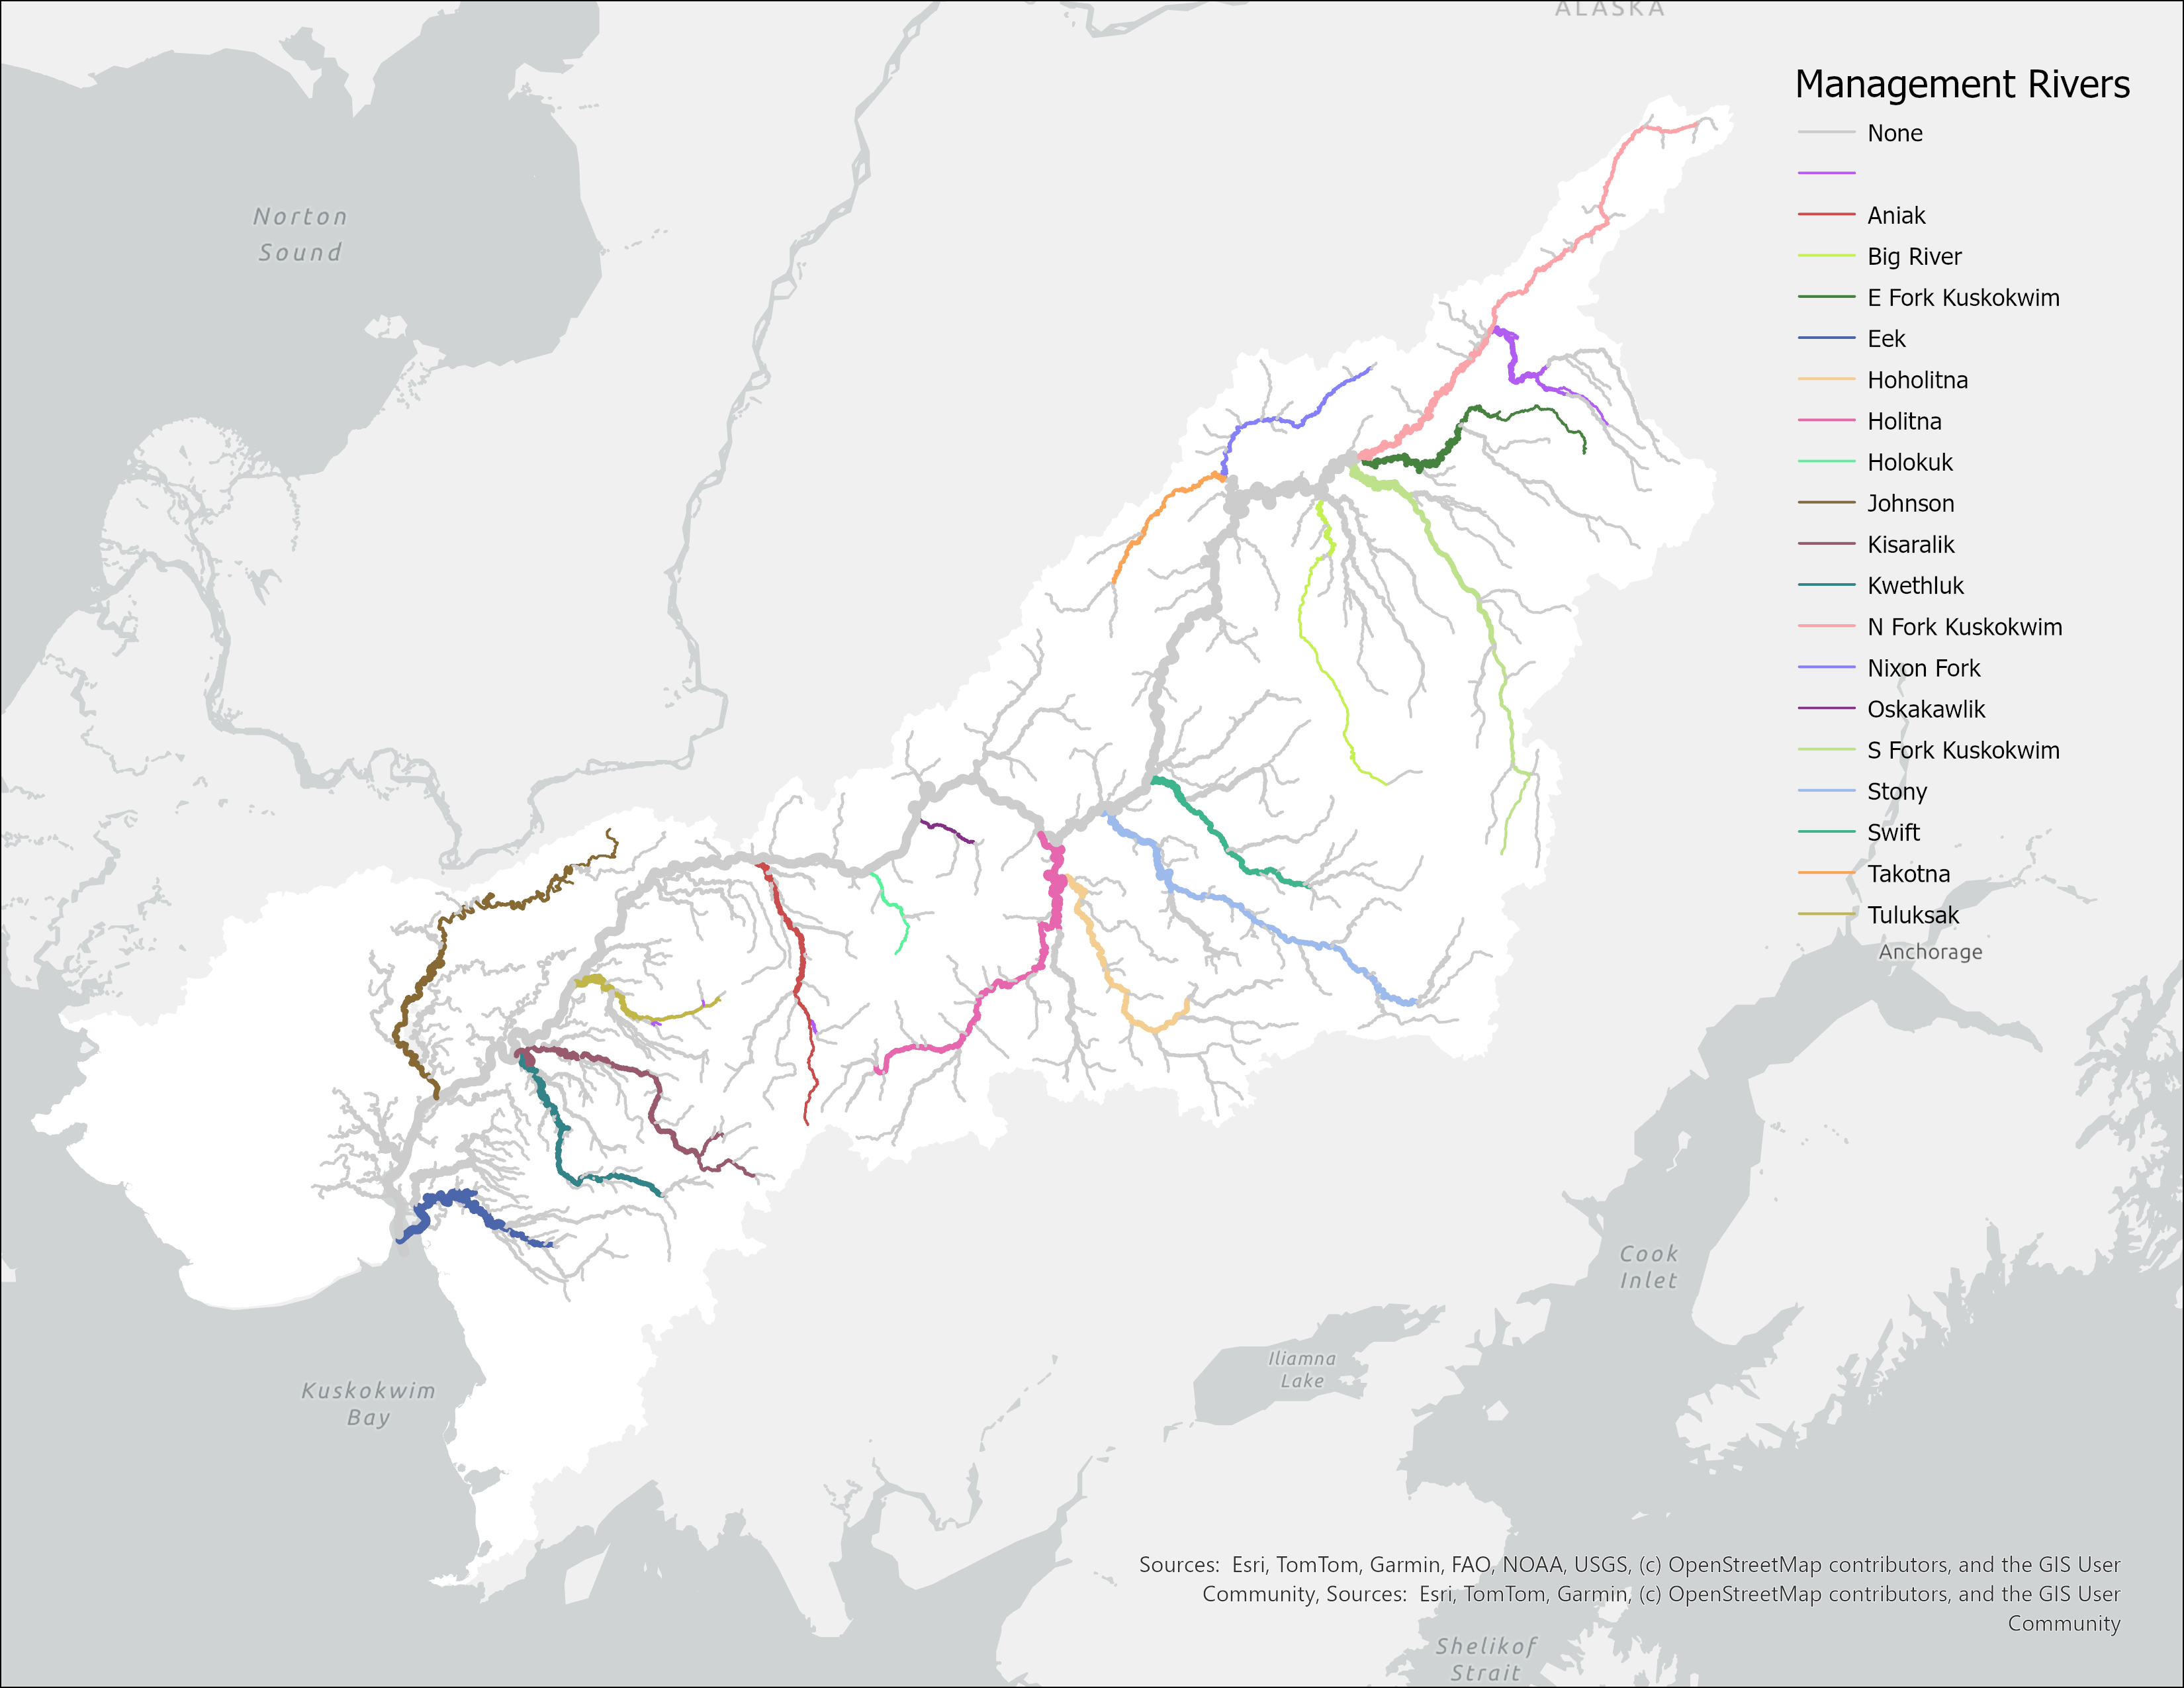 ALASKA
Management Rivers
None
Aniak
Big River
E Fork Kuskokwim
Eek
Hoholitna
Holitna
Holokuk
Johnson
Kisaralik
Kwethluk
N Fork Kuskokwim
Nixon Fork
Oskakawlik
S Fork Kuskokwim
Stony
Swift
Takotna
Tuluksak
Norton
Sound
Anchorage
Cook
Inlet
Iliamna
Lake
Kuskokwim
Bay
Sources: Esri, TomTom, Garmin, FAO, NOAA, USGS, (c) OpenStreetMap contributors, and the GIS User
Community, Sources: Esri, TomTom, Garmin, (c) OpenStreetMap contributors, and the GIS User
Community
Shelikof
Strait